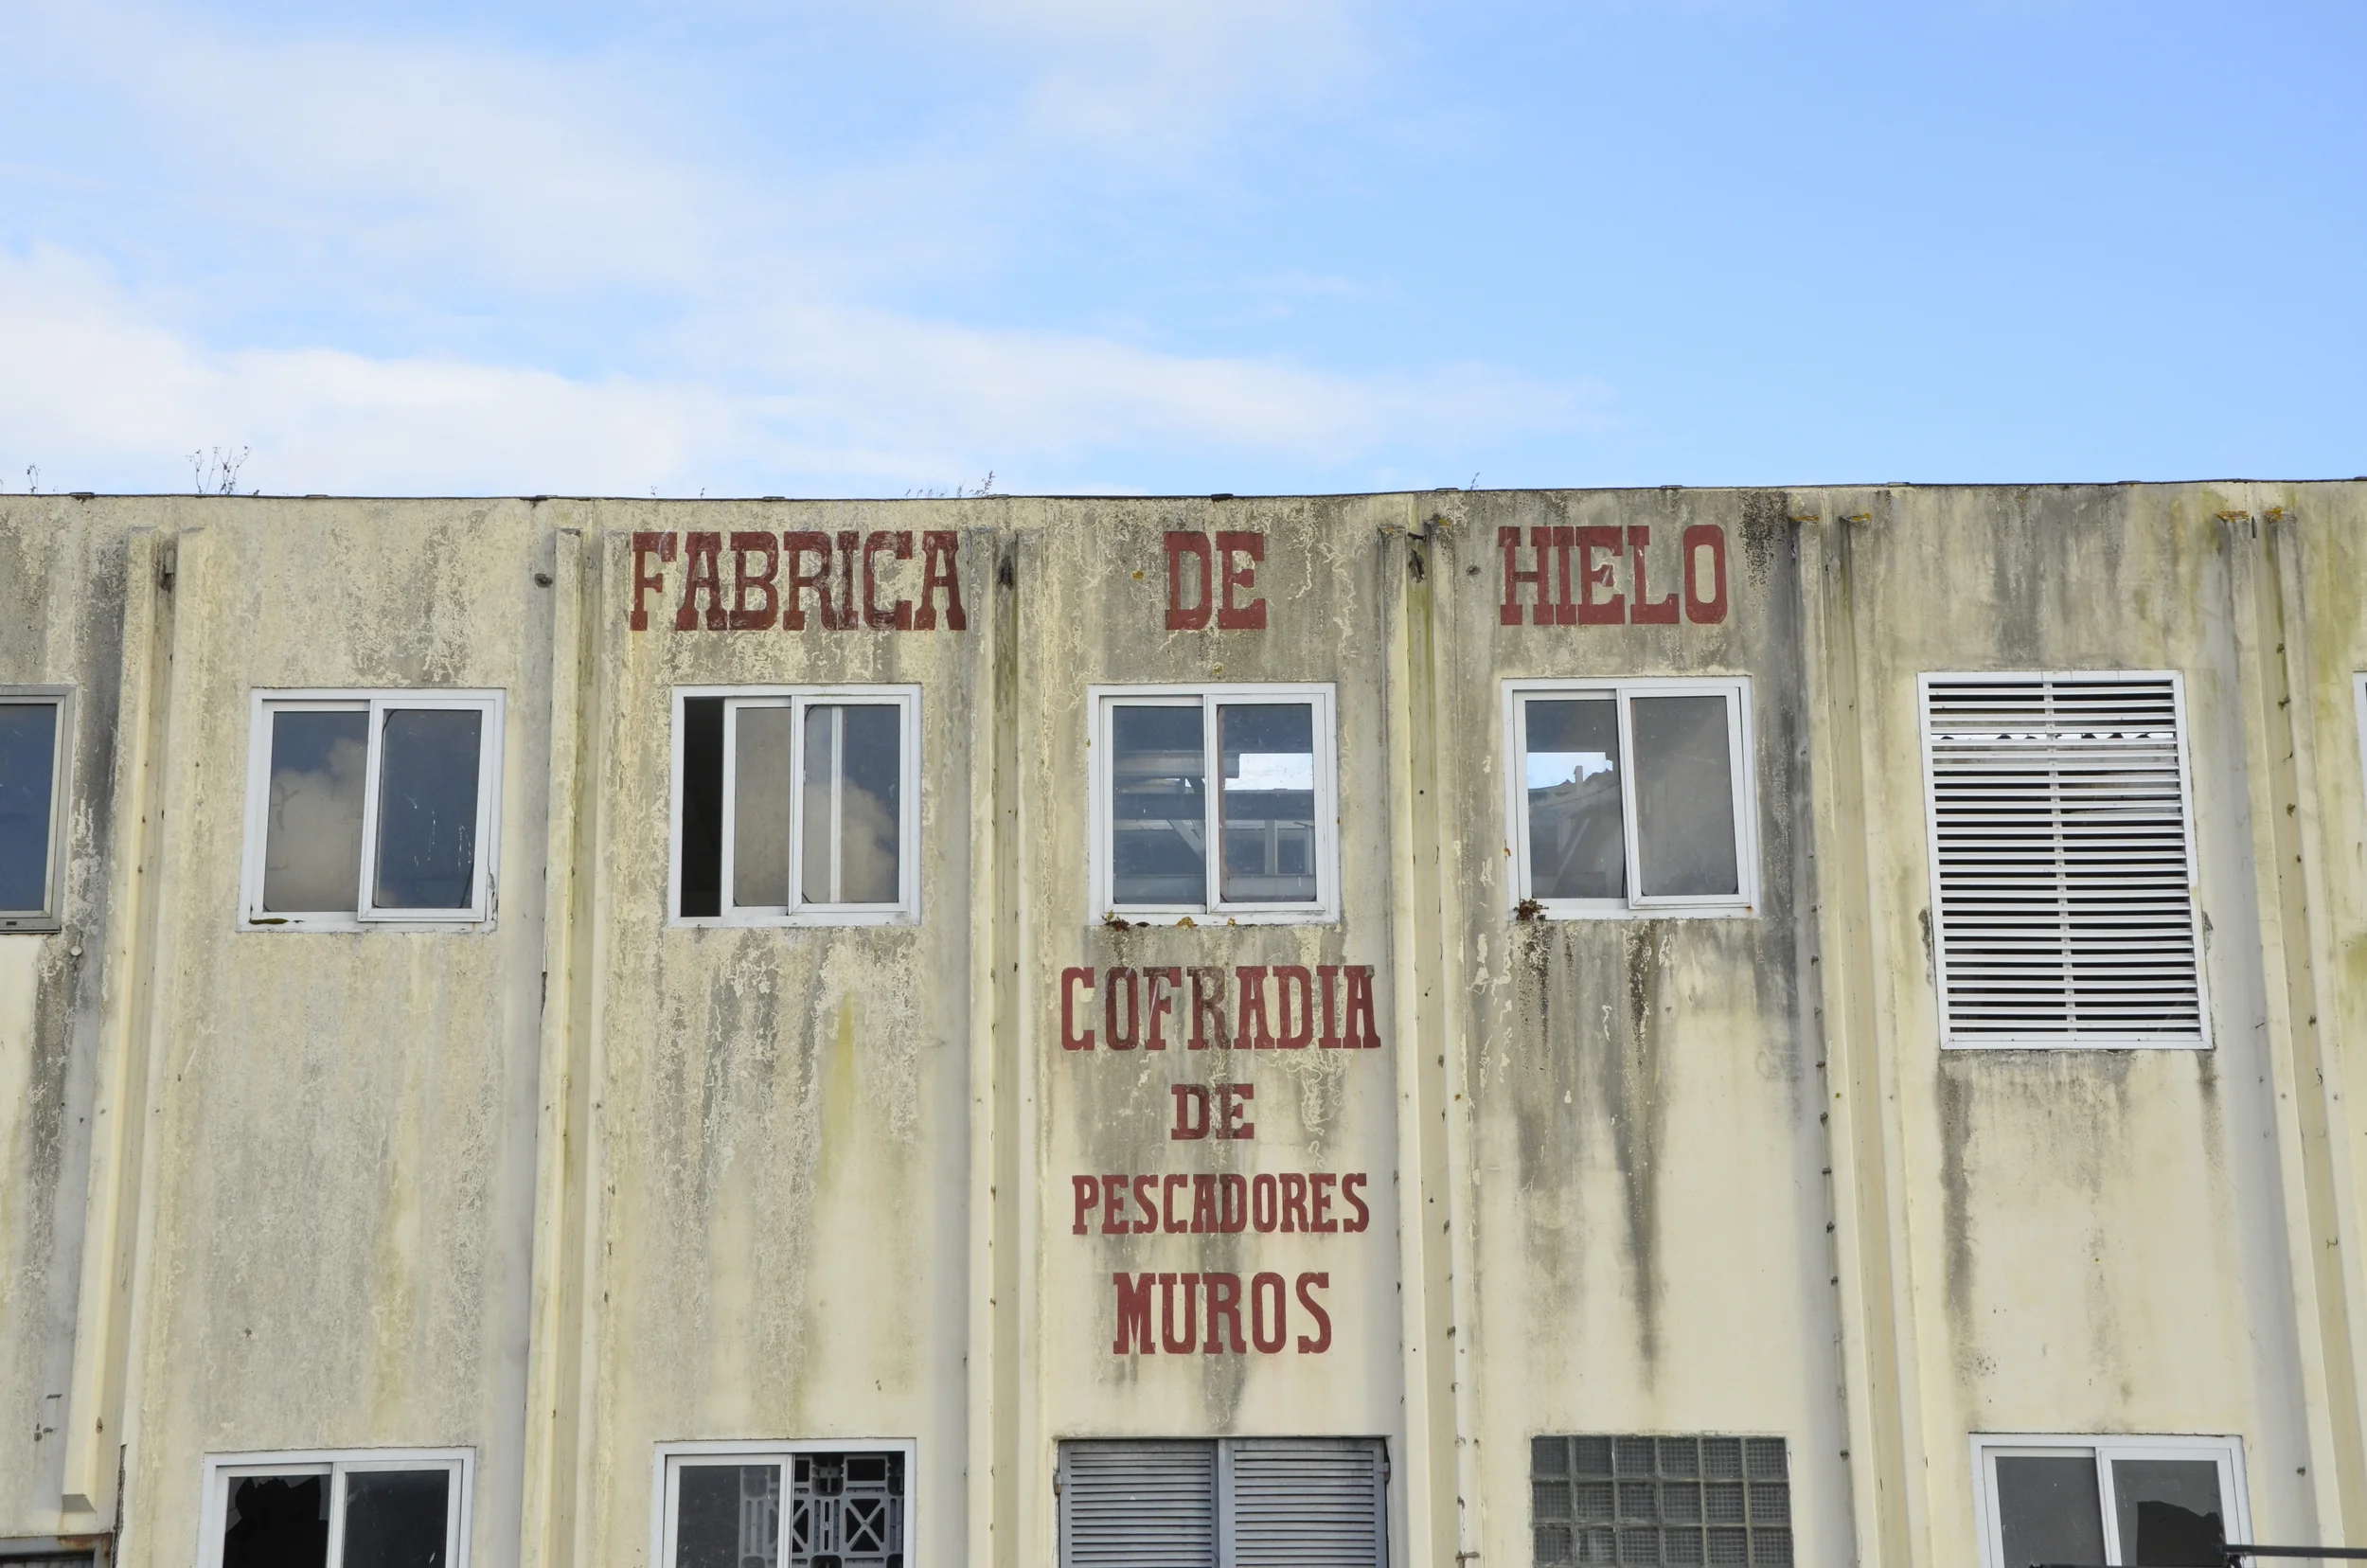 FABRICA DE HIELO
COFRADIA
DE
PESCADORES
MUROS